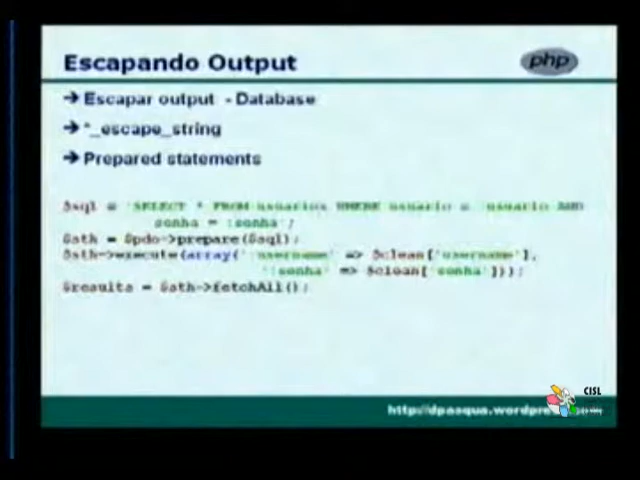 Escapando Output
php
➔ Escapar output - Database
➔ *_escape_string
➔ Prepared statements
$sql = 'SELECT * FROM usuarios WHERE usuario = :usuario AND
senha = :senha';
$sth = $pdo->prepare($sql);
$sth->execute(array(':username' => $clean['username'],
':senha' => $clean['senha']));
$results = $sth->fetchAll();
http://dpasqua.wordpre
CISL